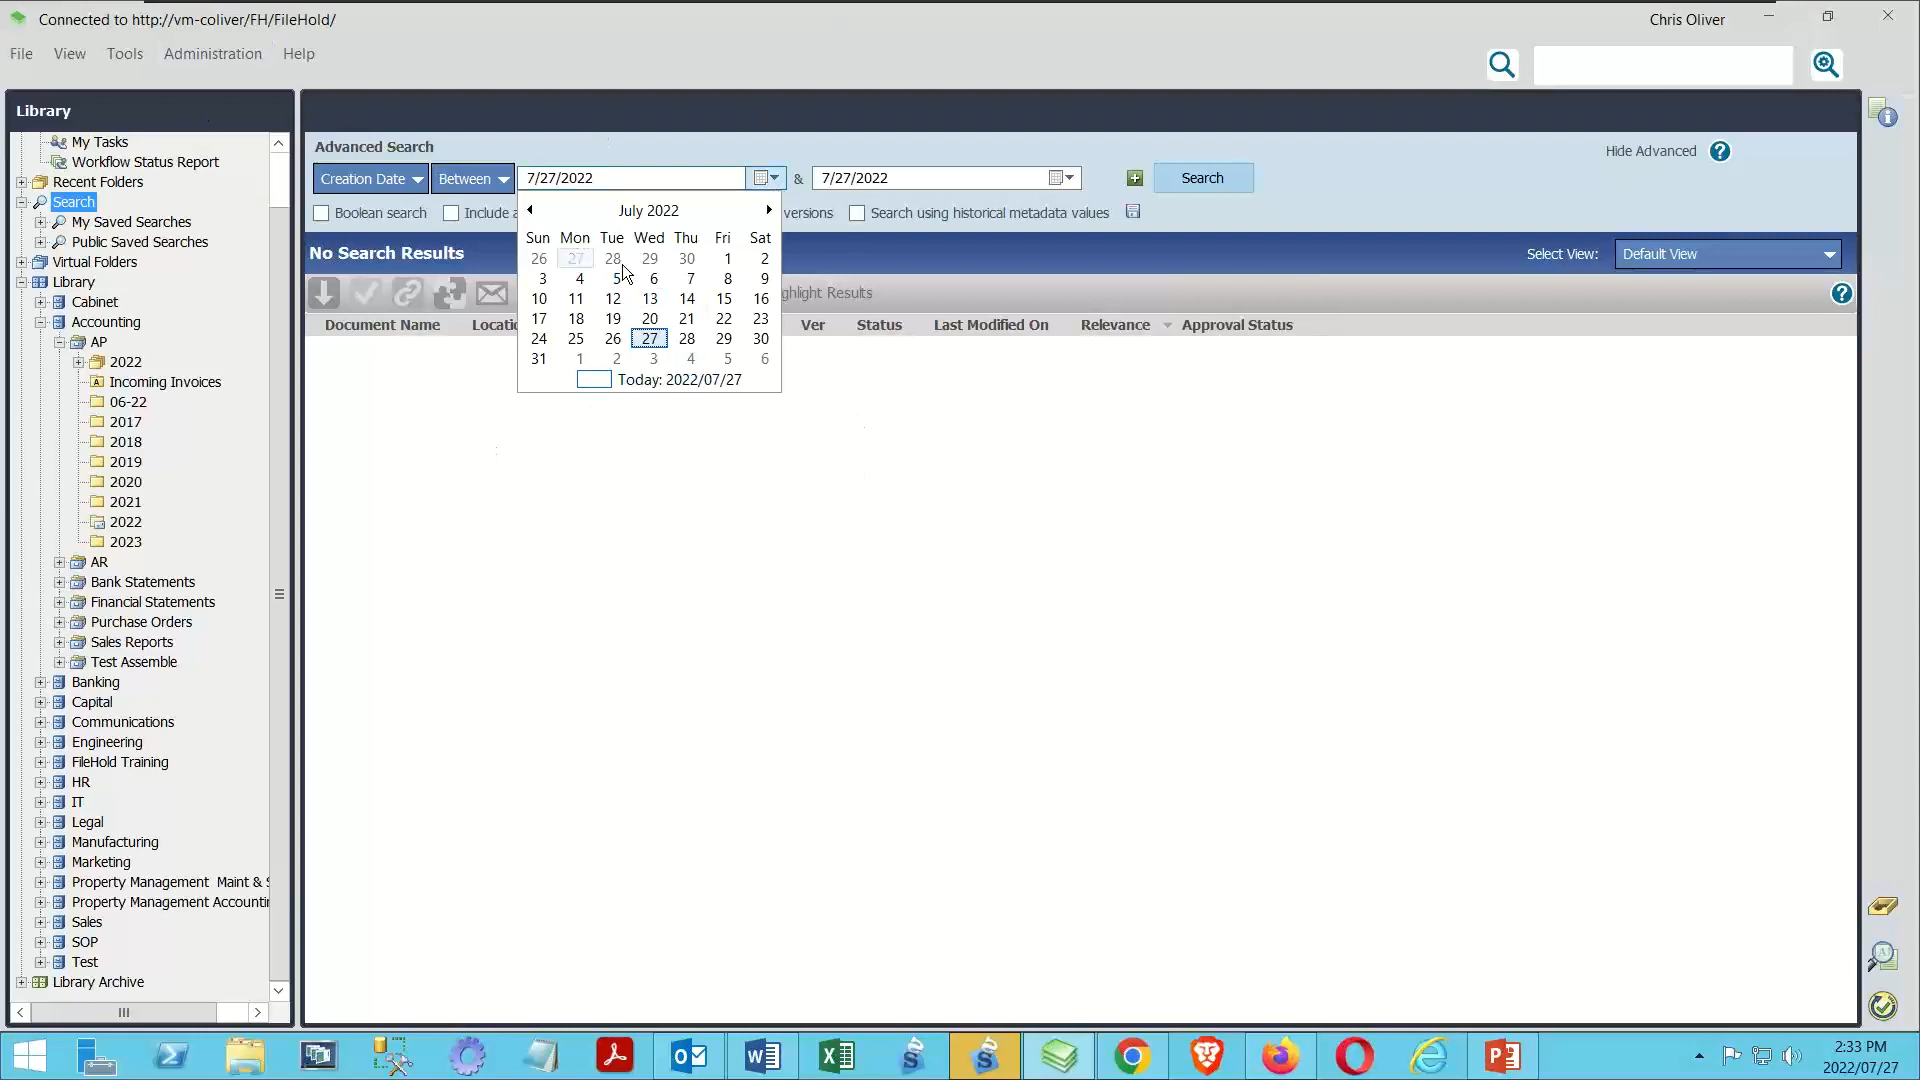 Connected to http://vm-coliver/FH/FileHold/
Chris Oliver
File View Tools Administration Help
Library
My Tasks
Workflow Status Report
Recent Folders
Search
My Saved Searches
Public Saved Searches
Virtual Folders
Library
Cabinet
Accounting
AP
2022
Incoming Invoices
06-22
2017
2018
2019
2020
2021
2022
2023
AR
Bank Statements
Financial Statements
Purchase Orders
Sales Reports
Test Assemble
Banking
Capital
Communications
Engineering
FileHold Training
HR
IT
Legal
Manufacturing
Marketing
Property Management Maint &
Property Management Accounti
Sales
SOP
Test
Library Archive
Advanced Search
Hide Advanced
Creation Date Between 7/27/2022 & 7/27/2022 Search
Boolean search Include a versions Search using historical metadata values
No Search Results
Select View: Default View
ghlight Results
Document Name Locatio Ver Status Last Modified On Relevance Approval Status
July 2022
Sun Mon Tue Wed Thu Fri Sat
26 27 28 29 30 1 2
3 4 5 6 7 8 9
10 11 12 13 14 15 16
17 18 19 20 21 22 23
24 25 26 27 28 29 30
31 1 2 3 4 5 6
Today: 2022/07/27
2:33 PM
2022/07/27